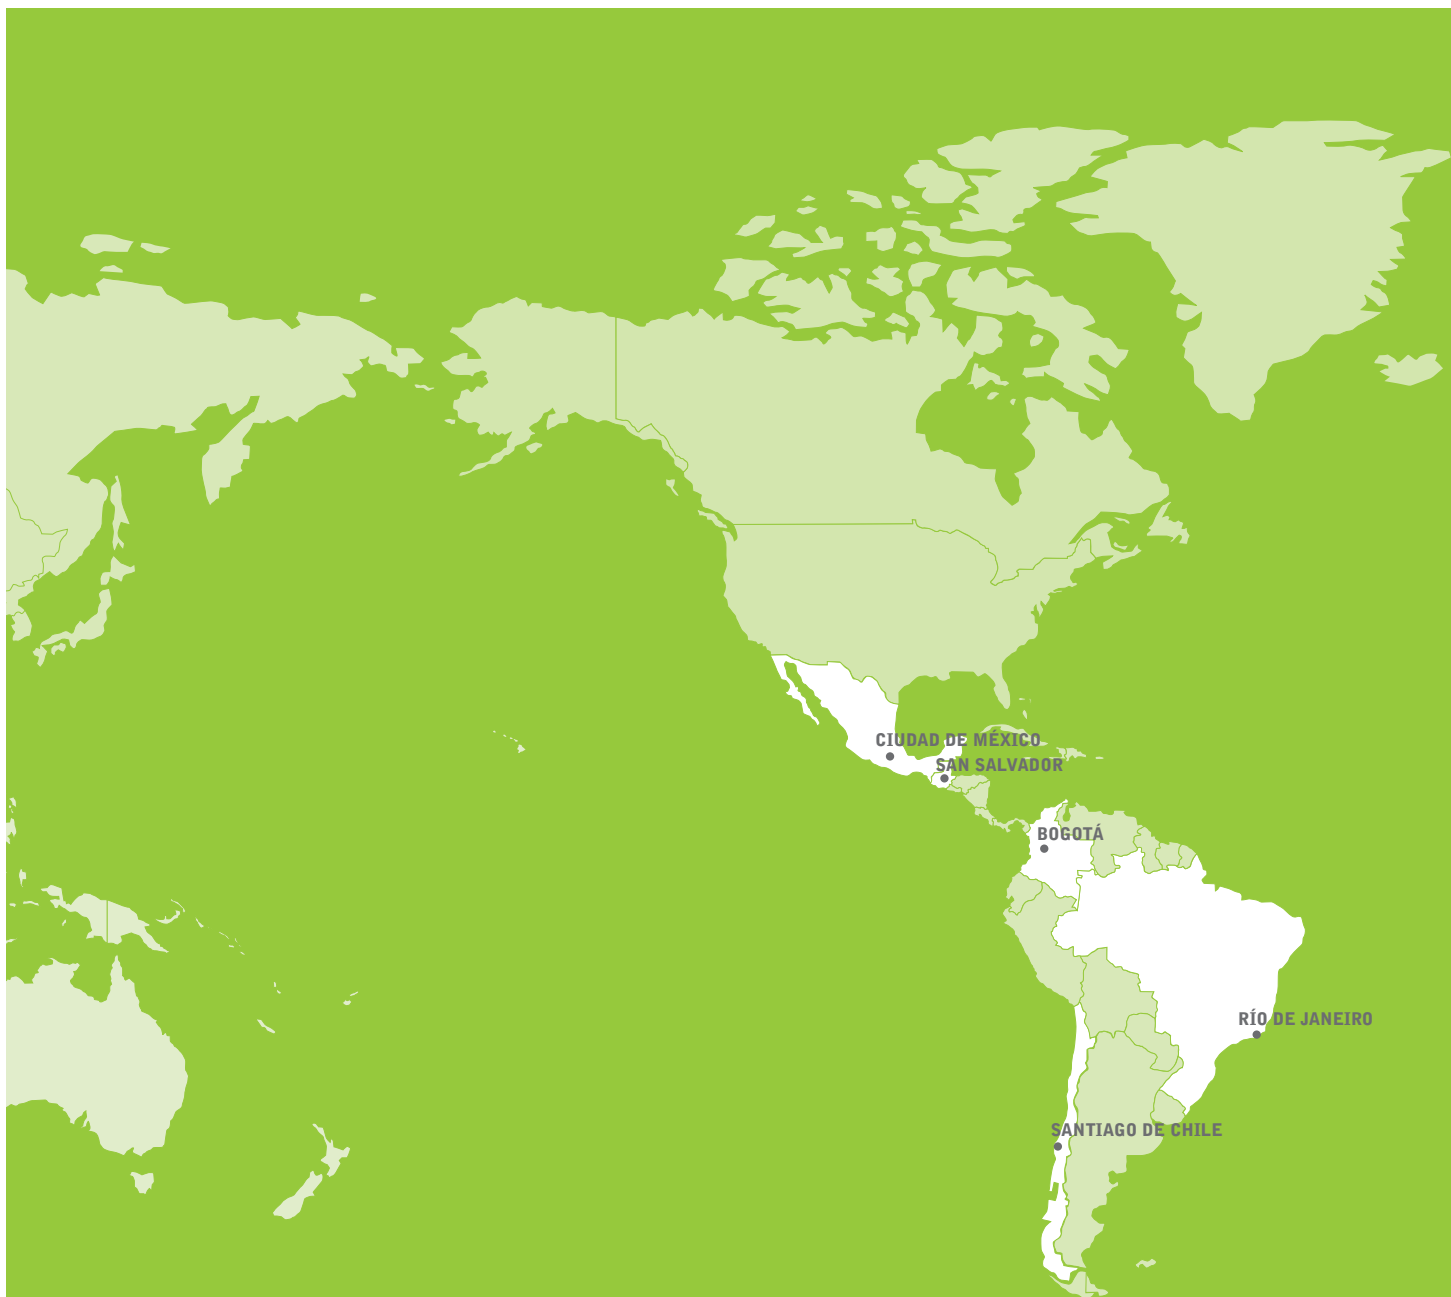 CIUDAD DE MÉXICO
SAN SALVADOR
BOGOTÁ
RÍO DE JANEIRO
SANTIAGO DE CHILE